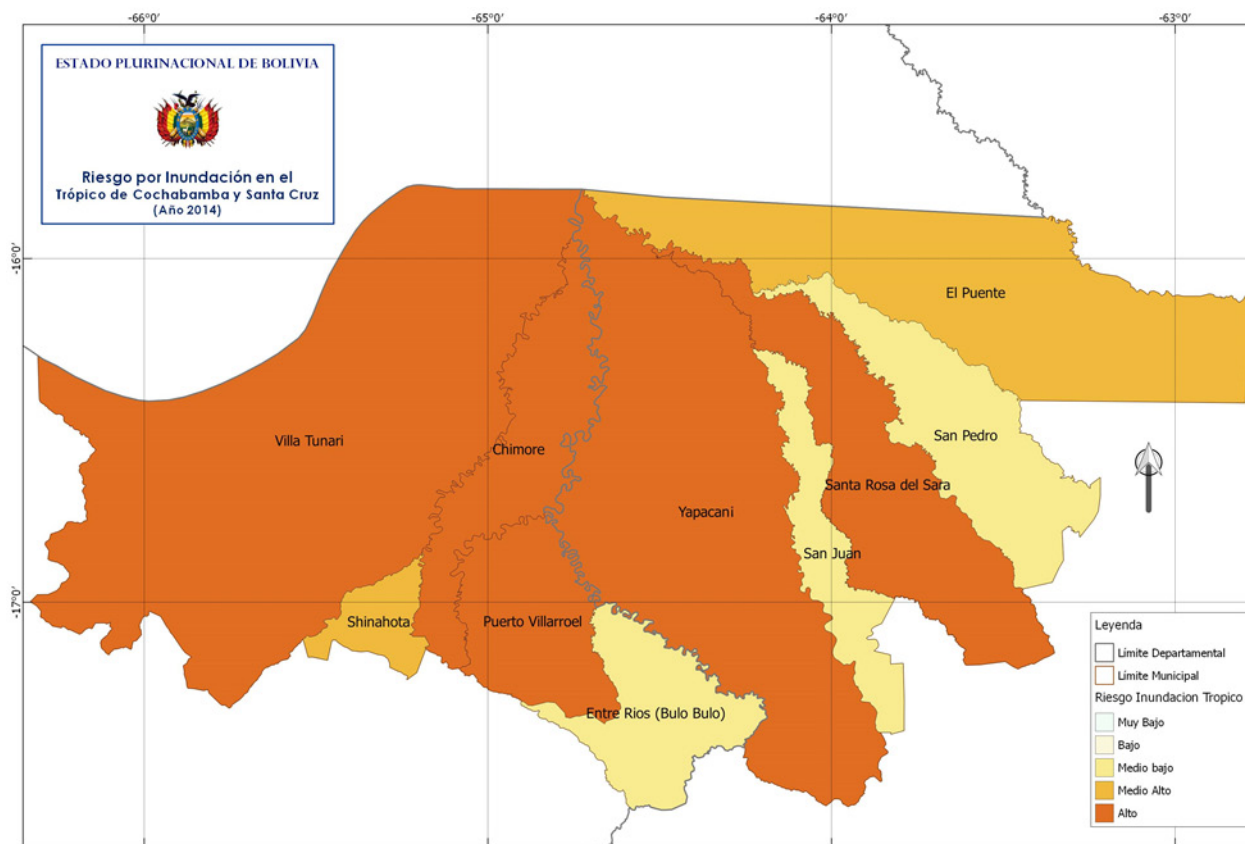 -66°0'
-65°0'
-64°0'
-63°0'
ESTADO PLURINACIONAL DE BOLIVIA
Riesgo por Inundación en el
Trópico de Cochabamba y Santa Cruz
(Año 2014)
-16°0'
El Puente
Villa Tunari
Chimore
San Pedro
Santa Rosa del Sara
Yapacani
San Juan
-17°0'
Shinahota
Puerto Villarroel
Entre Rios (Bulo Bulo)
Leyenda
Límite Departamental
Límite Municipal
Riesgo Inundacion Tropico
Muy Bajo
Bajo
Medio bajo
Medio Alto
Alto